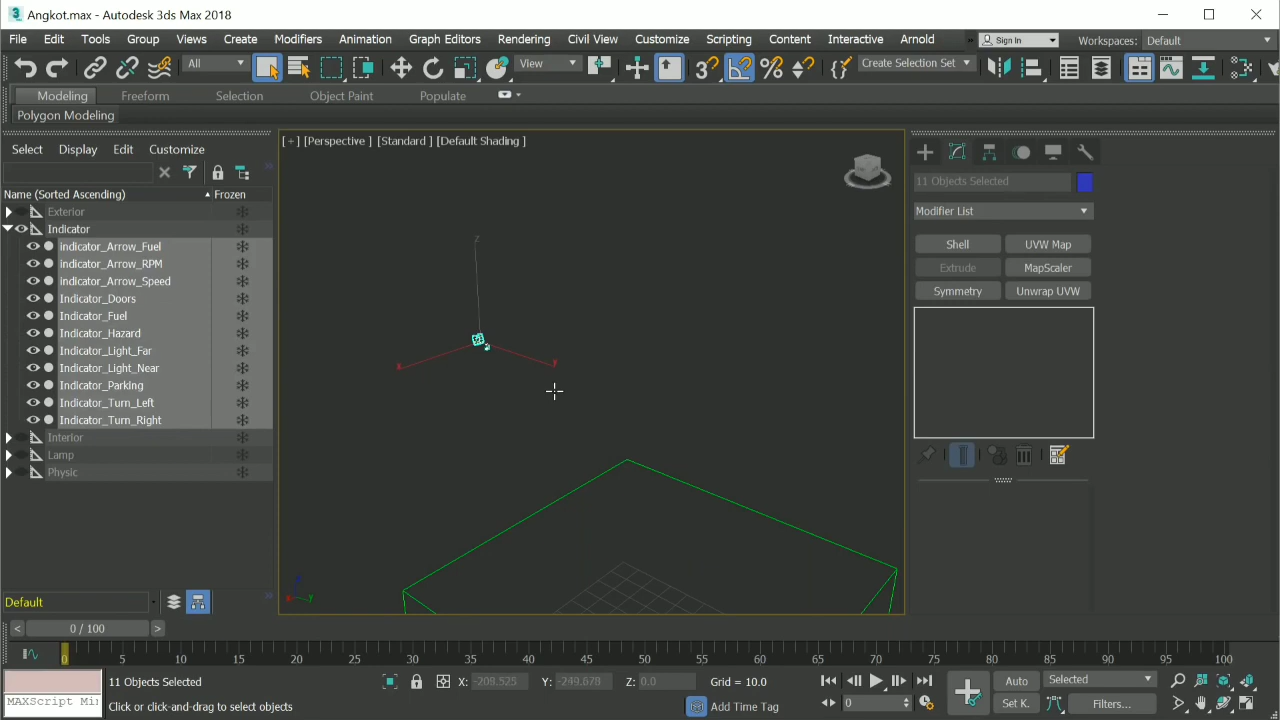 Angkot.max - Autodesk 3ds Max 2018
File Edit Tools Group Views Create Modifiers Animation Graph Editors Rendering Civil View Customize Scripting Content Interactive Arnold Sign In Workspaces: Default
All View Create Selection Set
Modeling Freeform Selection Object Paint Populate
Polygon Modeling
Select Display Edit Customize
[ + ] [Perspective ] [Standard ] [Default Shading ]
11 Objects Selected
Name (Sorted Ascending) Frozen
Modifier List
Exterior
Indicator
indicator_Arrow_Fuel
indicator_Arrow_RPM
indicator_Arrow_Speed
Indicator_Doors
Indicator_Fuel
Indicator_Hazard
Indicator_Light_Far
Indicator_Light_Near
Indicator_Parking
Indicator_Turn_Left
Indicator_Turn_Right
Interior
Lamp
Physic
Shell UVW Map
Extrude MapScaler
Symmetry Unwrap UVW
z
x y
Default
0 / 100
0 5 10 15 20 25 30 35 40 45 50 55 60 65 70 75 80 85 90 95 100
11 Objects Selected X: -209.525 Y: -249.678 Z: 0.0 Grid = 10.0 Auto Selected
MAXScript Mi Click or click-and-drag to select objects Add Time Tag 0 Set K. Filters...